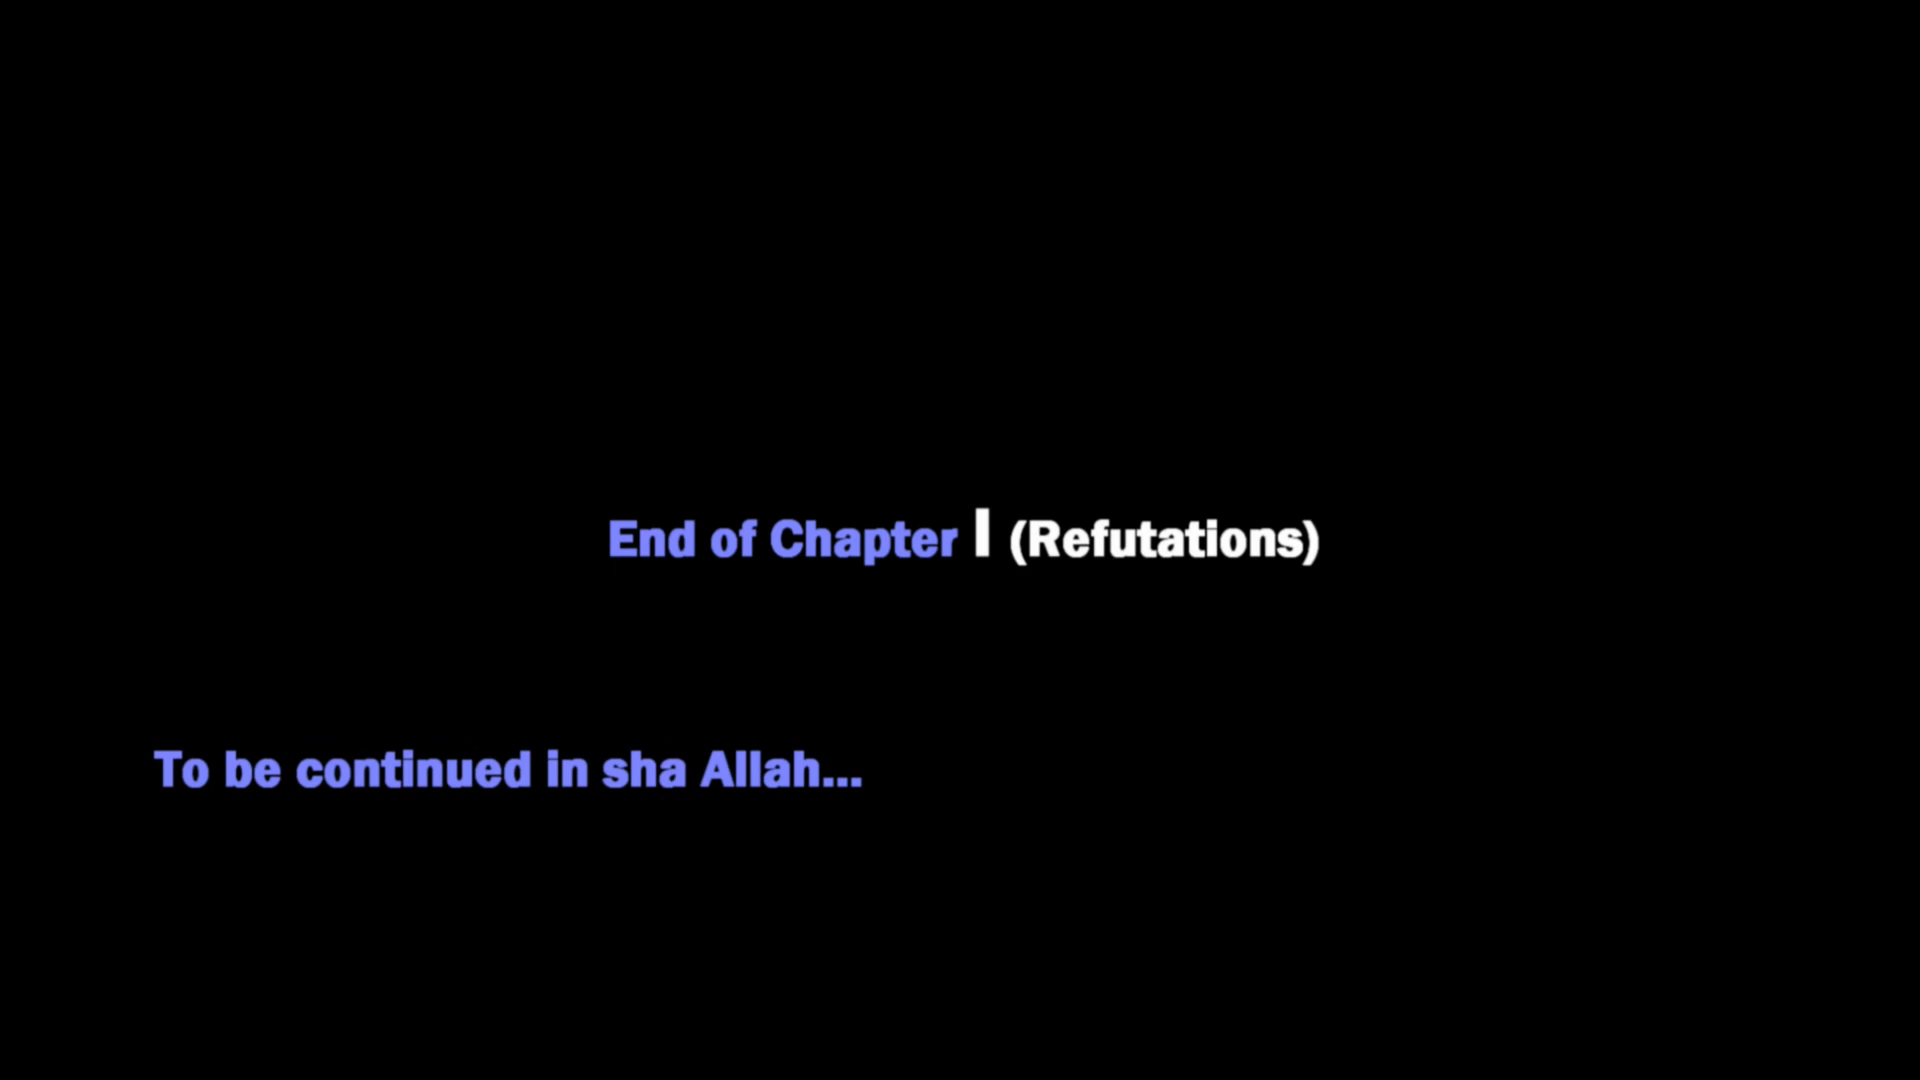 End of Chapter I (Refutations)
To be continued in sha Allah...